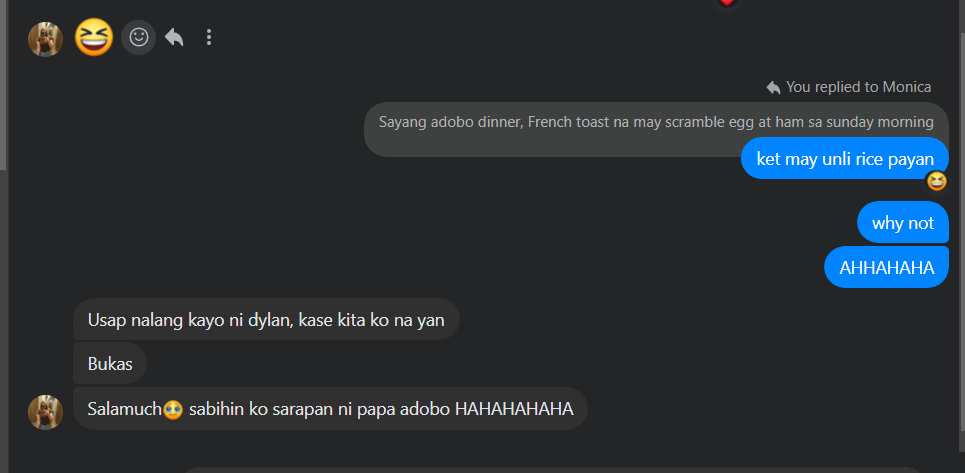 You replied to Monica
Sayang adobo dinner, French toast na may scramble egg at ham sa sunday morning
ket may unli rice payan
why not
AHHAHAHA
Usap nalang kayo ni dylan, kase kita ko na yan
Bukas
Salamuch🥹 sabihin ko sarapan ni papa adobo HAHAHAHAHA